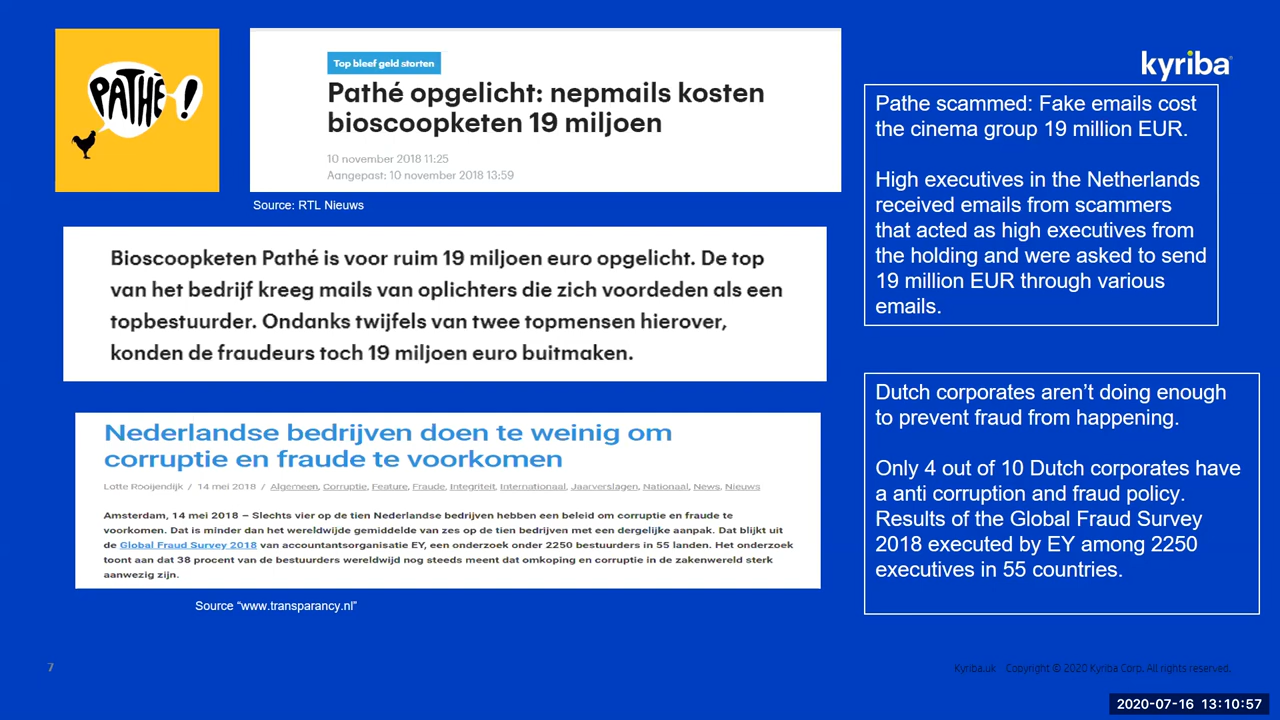 PATHÉ!
Top bleef geld storten
Pathé opgelicht: nepmails kosten
bioscoopketen 19 miljoen
10 november 2018 11:25
Aangepast: 10 november 2018 13:59
Source: RTL Nieuws
kyriba
Pathe scammed: Fake emails cost
the cinema group 19 million EUR.
High executives in the Netherlands
received emails from scammers
that acted as high executives from
the holding and were asked to send
19 million EUR through various
emails.
Bioscoopketen Pathé is voor ruim 19 miljoen euro opgelicht. De top
van het bedrijf kreeg mails van oplichters die zich voordeden als een
topbestuurder. Ondanks twijfels van twee topmensen hierover,
konden de fraudeurs toch 19 miljoen euro buitmaken.
Nederlandse bedrijven doen te weinig om
corruptie en fraude te voorkomen
Lotte Rooijendijk / 14 mei 2018 / Algemeen, Corruptie, Feature, Fraude, Integriteit, Internationaal, Jaarverslagen, Nationaal, News, Nieuws
Amsterdam, 14 mei 2018 – Slechts vier op de tien Nederlandse bedrijven hebben een beleid om corruptie en fraude te
voorkomen. Dat is minder dan het wereldwijde gemiddelde van zes op de tien bedrijven met een dergelijke aanpak. Dat blijkt uit
de Global Fraud Survey 2018 van accountantsorganisatie EY, een onderzoek onder 2250 bestuurders in 55 landen. Het onderzoek
toont aan dat 38 procent van de bestuurders wereldwijd nog steeds meent dat omkoping en corruptie in de zakenwereld sterk
aanwezig zijn.
Source “www.transparancy.nl”
Dutch corporates aren’t doing enough
to prevent fraud from happening.
Only 4 out of 10 Dutch corporates have
a anti corruption and fraud policy.
Results of the Global Fraud Survey
2018 executed by EY among 2250
executives in 55 countries.
7
Kyriba.uk Copyright © 2020 Kyriba Corp. All rights reserved.
2020-07-16 13:10:57